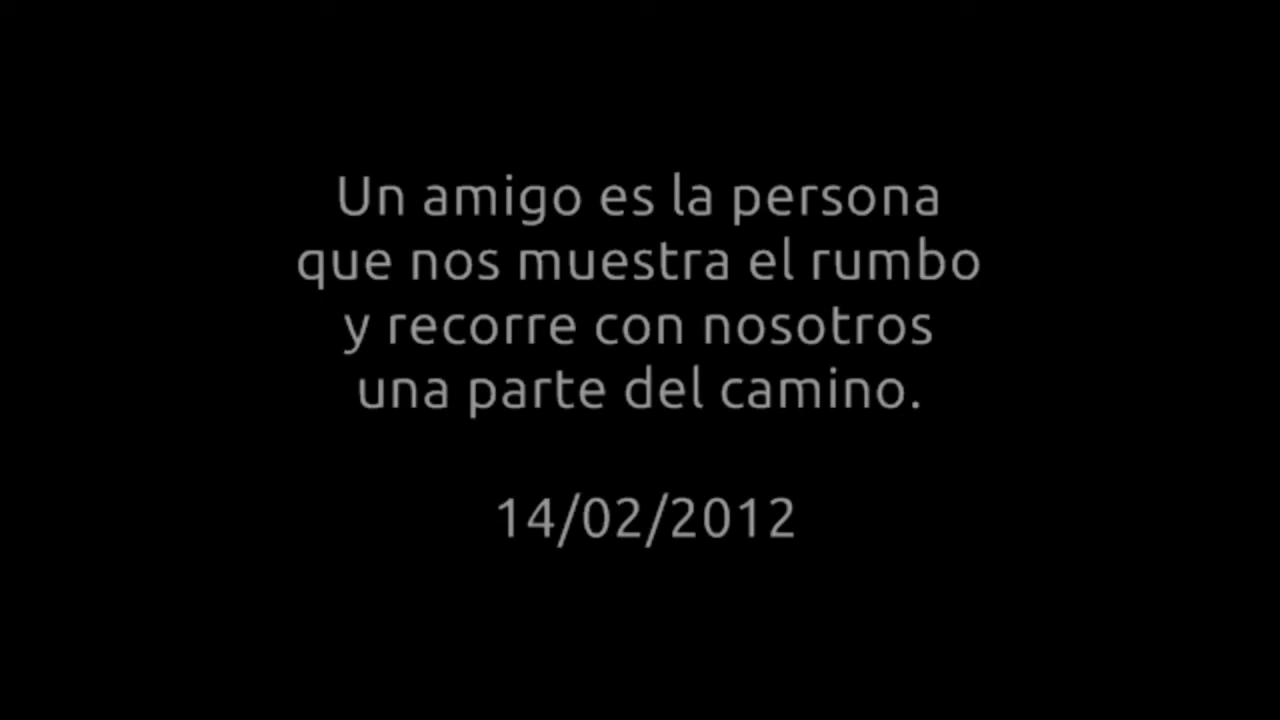 Un amigo es la persona
que nos muestra el rumbo
y recorre con nosotros
una parte del camino.
14/02/2012